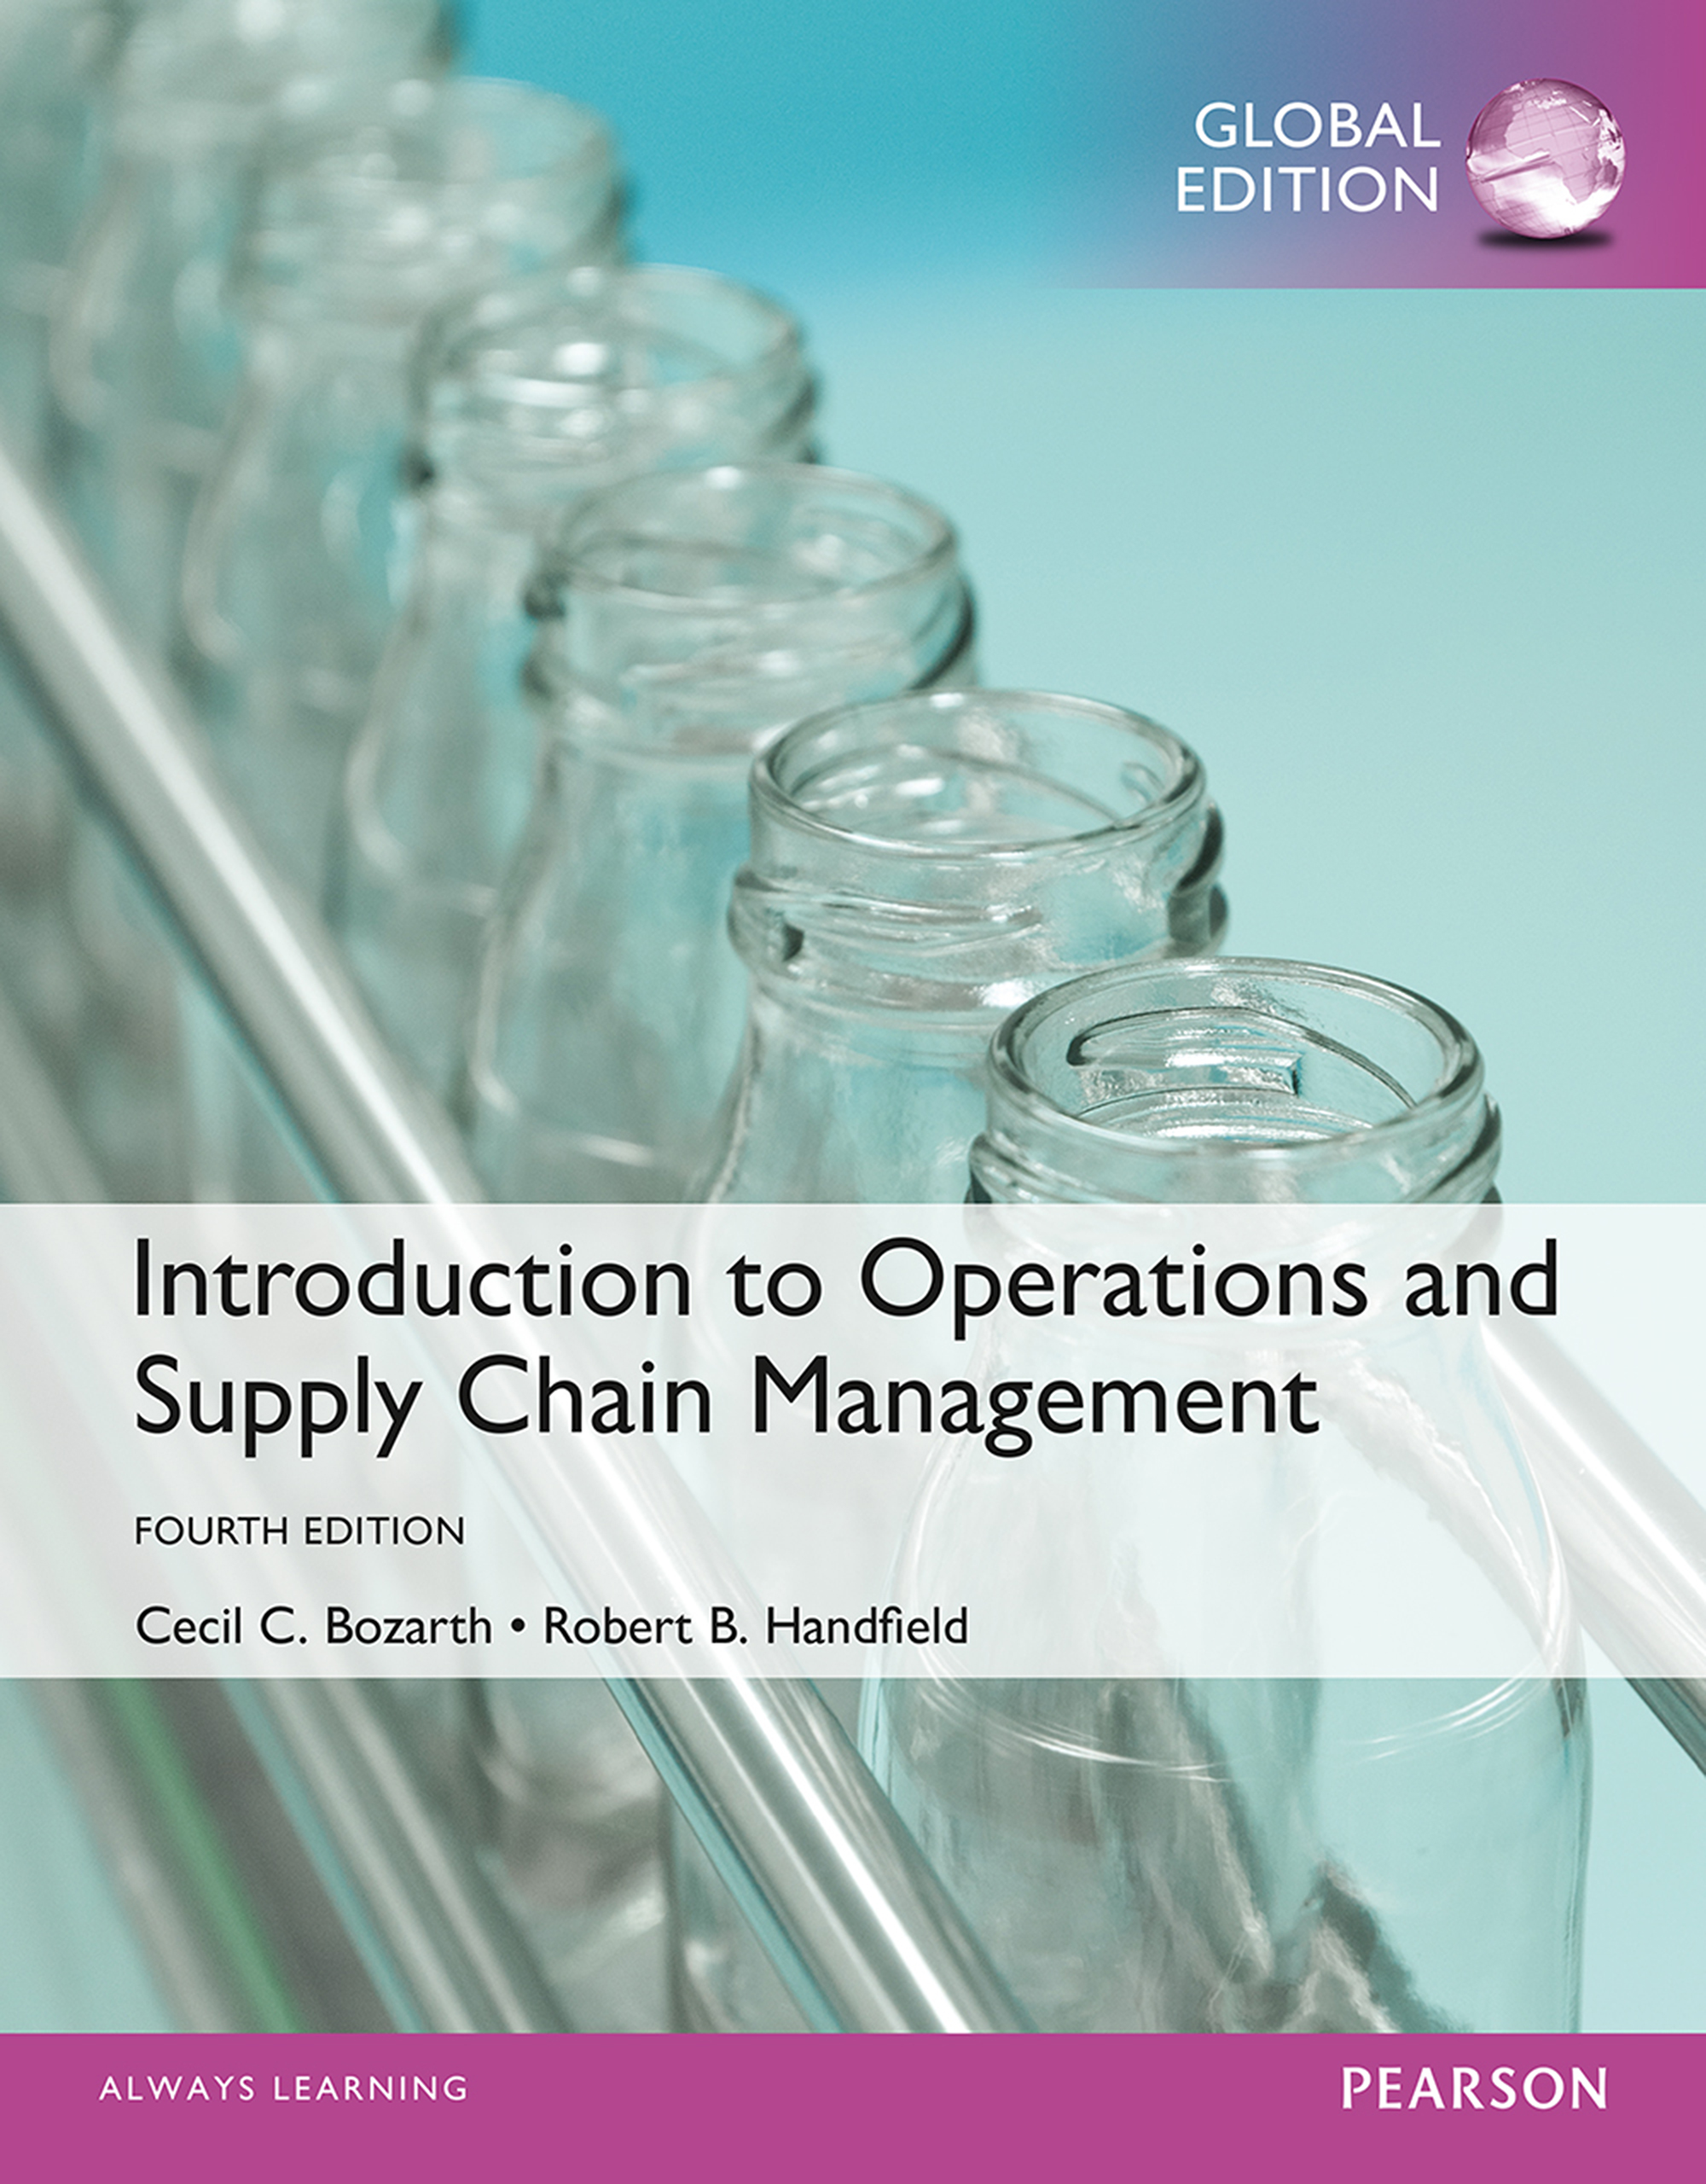 GLOBAL
EDITION
Introduction to Operations and
Supply Chain Management
FOURTH EDITION
Cecil C. Bozarth • Robert B. Handfield
ALWAYS LEARNING
PEARSON